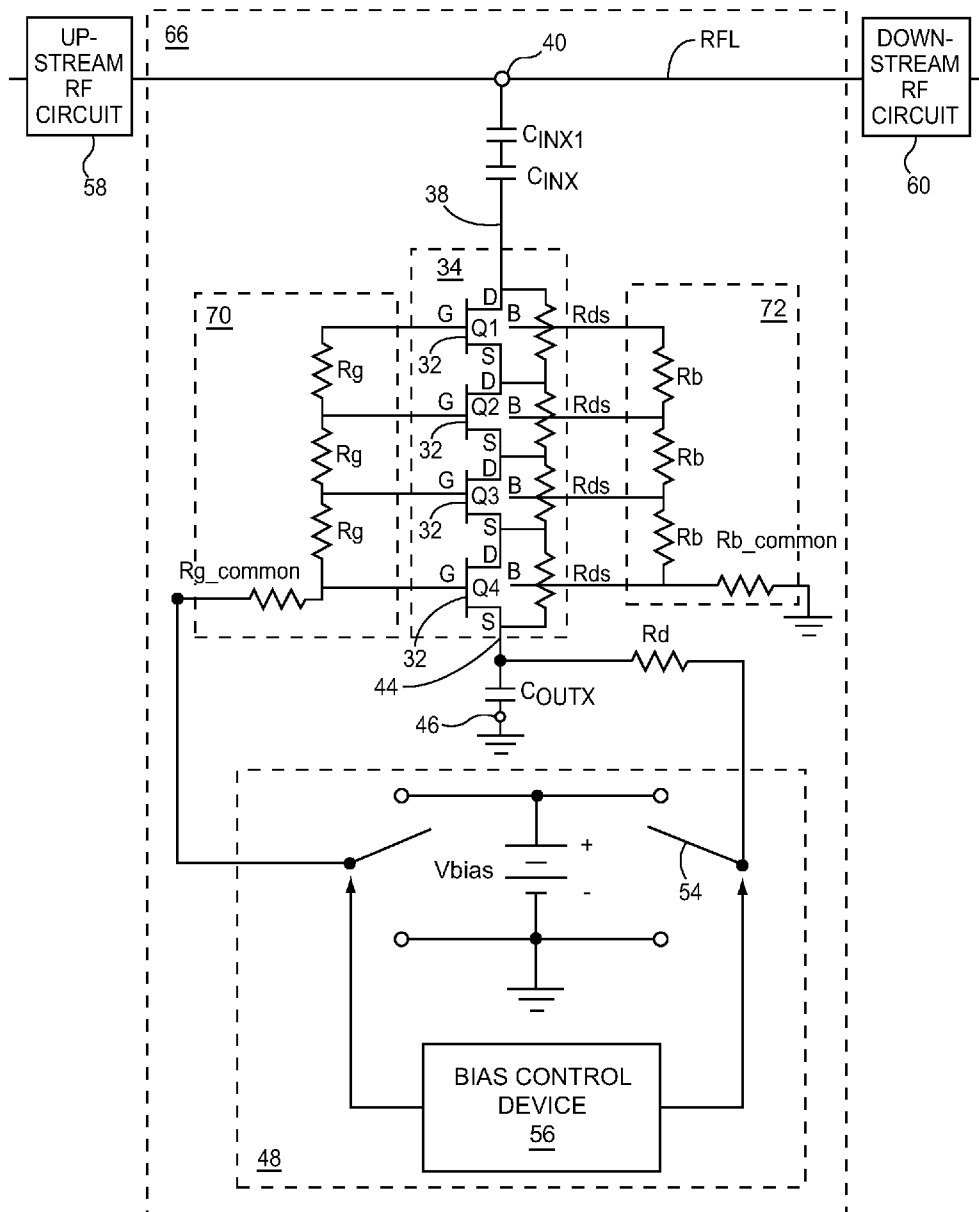 UP-
STREAM
RF
CIRCUIT
58
66
40
RFL
DOWN-
STREAM
RF
CIRCUIT
60
CINX1
CINX
38
34
70
72
G
D
Q1
B
Rds
32
S
Rg
Rb
G
D
Q2
B
Rds
32
S
Rg
Rb
G
D
Q3
B
Rds
32
S
Rg
Rb
Rg_common
Rb_common
G
D
Q4
B
Rds
32
S
44
Rd
COUTX
46
Vbias
+
-
54
BIAS CONTROL
DEVICE
56
48